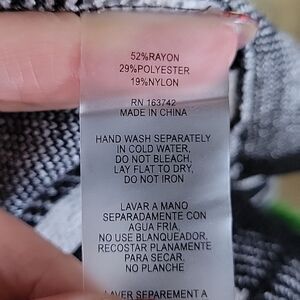 52%RAYON
29%POLYESTER
19%NYLON
RN 163742
MADE IN CHINA
HAND WASH SEPARATELY
IN COLD WATER,
DO NOT BLEACH,
LAY FLAT TO DRY,
DO NOT IRON
LAVAR A MANO
SEPARADAMENTE CON
AGUA FRIA,
NO USE BLANQUEADOR,
RECOSTAR PLANAMENTE
PARA SECAR,
NO PLANCHE
LAVER SEPAREMENT A